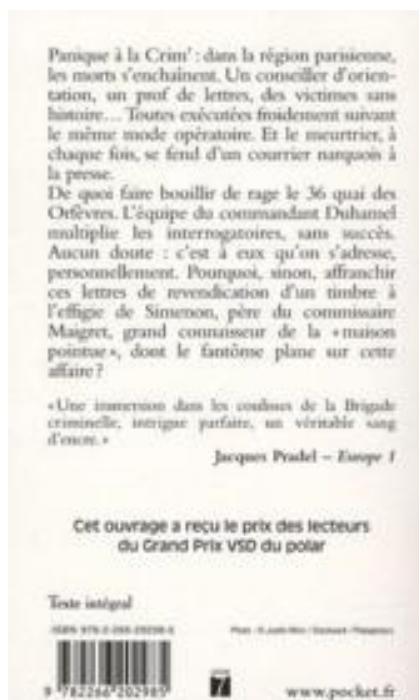 Panique à la Crim' : dans la région parisienne,
les morts s'enchaînent. Un conseiller d'orien-
tation, un prof de lettres, des victimes sans
histoire... Toutes exécutées froidement suivant
le même mode opératoire. Et le meurtrier, à
chaque fois, se fend d'un courrier narquois à
la presse.
De quoi faire bouillir de rage le 36 quai des
Orfèvres. L'équipe du commandant Duhamel
multiplie les interrogatoires, sans succès.
Aucun doute : c'est à eux qu'on s'adresse,
personnellement. Pourquoi, sinon, affranchir
ces lettres de revendication d'un timbre à
l'effigie de Simenon, père du commissaire
Maigret, grand connaisseur de la «maison
pointue», dont le fantôme plane sur cette
affaire ?
«Une immersion dans les coulisses de la Brigade
criminelle, intrigue parfaite, un véritable sang
d'encre.»
Jacques Pradel – Europe 1
Cet ouvrage a reçu le prix des lecteurs
du Grand Prix VSD du polar
Texte intégral
9 782266 202985
www.pocket.fr